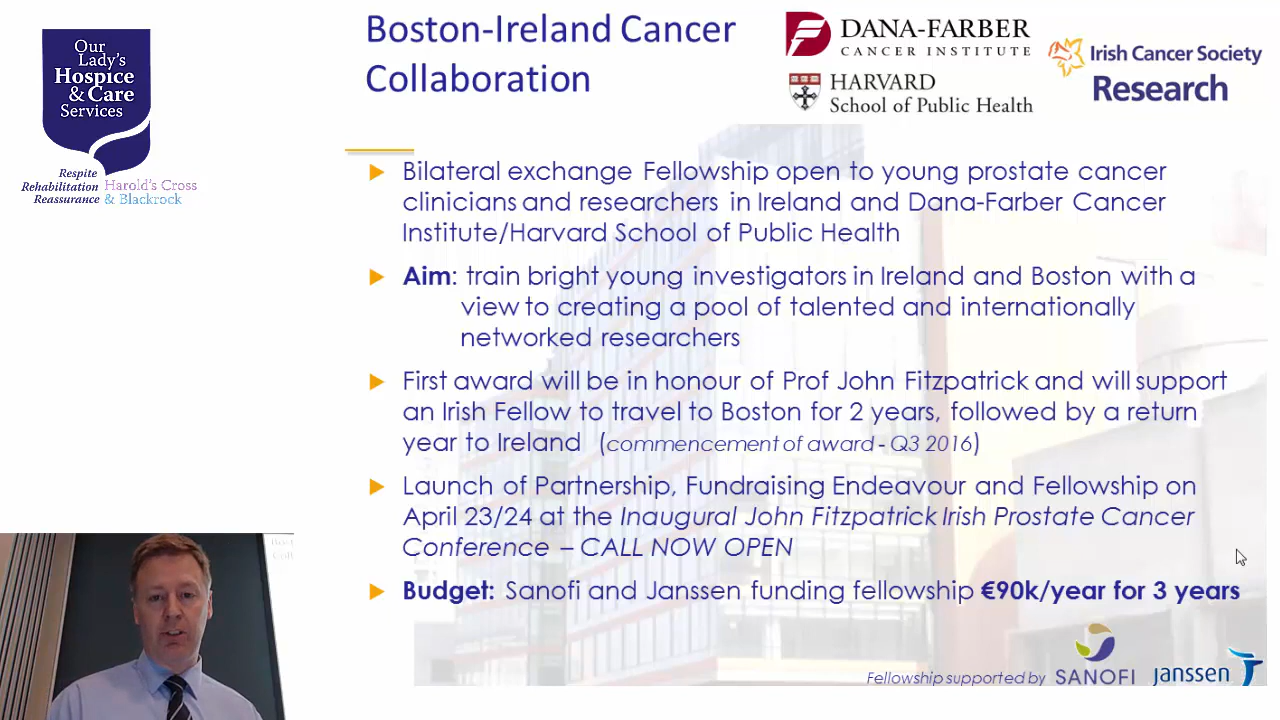 Our
Lady's
Hospice
& Care
Services
Respite
Rehabilitation
Reassurance
Harold's Cross
& Blackrock
Boston-Ireland Cancer
Collaboration
DANA-FARBER
CANCER INSTITUTE
HARVARD
School of Public Health
Irish Cancer Society
Research
Bilateral exchange Fellowship open to young prostate cancer
clinicians and researchers in Ireland and Dana-Farber Cancer
Institute/Harvard School of Public Health
Aim: train bright young investigators in Ireland and Boston with a
view to creating a pool of talented and internationally
networked researchers
First award will be in honour of Prof John Fitzpatrick and will support
an Irish Fellow to travel to Boston for 2 years, followed by a return
year to Ireland (commencement of award - Q3 2016)
Launch of Partnership, Fundraising Endeavour and Fellowship on
April 23/24 at the Inaugural John Fitzpatrick Irish Prostate Cancer
Conference – CALL NOW OPEN
Budget: Sanofi and Janssen funding fellowship €90k/year for 3 years
Fellowship supported by
SANOFI
janssen